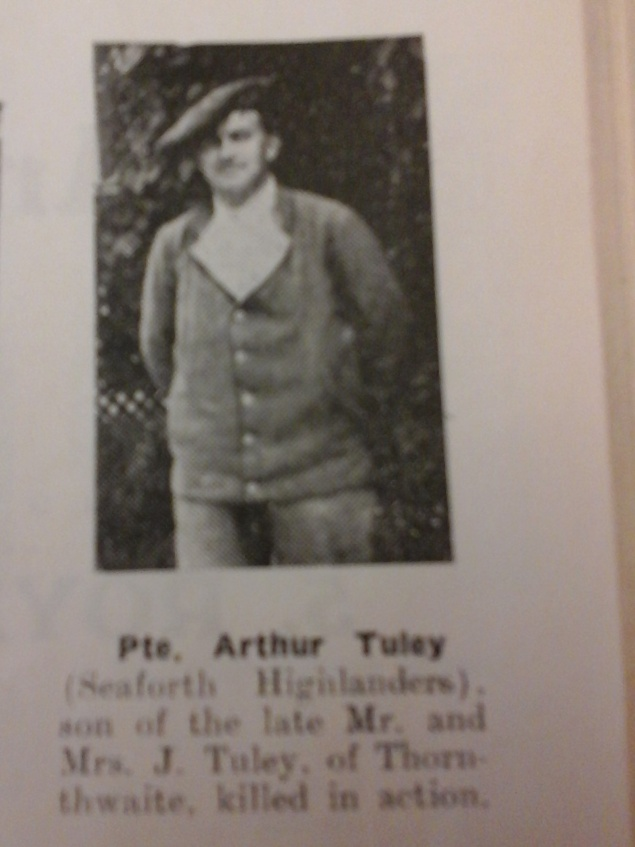 Pte. Arthur Tuley
(Seaforth Highlanders),
son of the late Mr. and
Mrs. J. Tuley, of Thorn-
thwaite, killed in action.